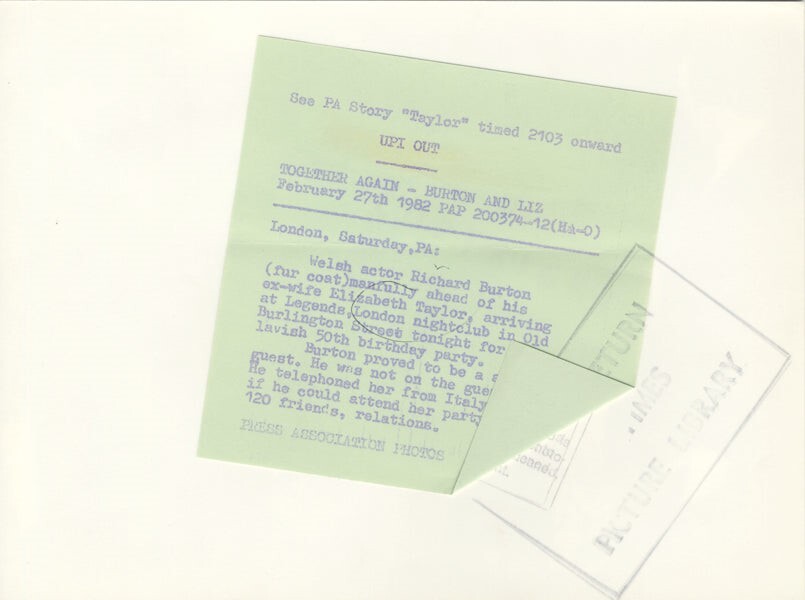 See PA Story "Taylor" timed 2103 onward
UPI OUT
TOGETHER AGAIN - BURTON AND LIZ
February 27th 1982 PAP 200374-12(HA-O)
London, Saturday,PA:
Welsh actor Richard Burton
(fur coat)manfully ahead of his
ex-wife Elizabeth Taylor, arriving
at Legends,London nightclub in Old
Burlington Street tonight for
lavish 50th birthday party.
Burton proved to be a
guest. He was not on the
He telephoned her from Italy
if he could attend her
120 friends, relations.
PRESS ASSOCIATION PHOTOS
PICTURE LIBRARY